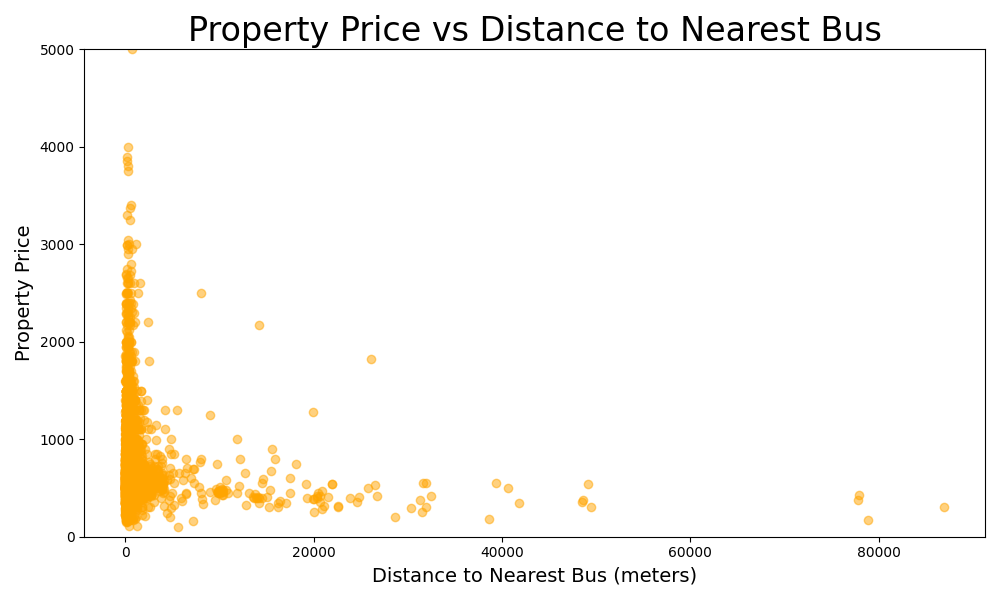 Property Price vs Distance to Nearest Bus
5000
4000
3000
2000
1000
0
Property Price
0 20000 40000 60000 80000
Distance to Nearest Bus (meters)